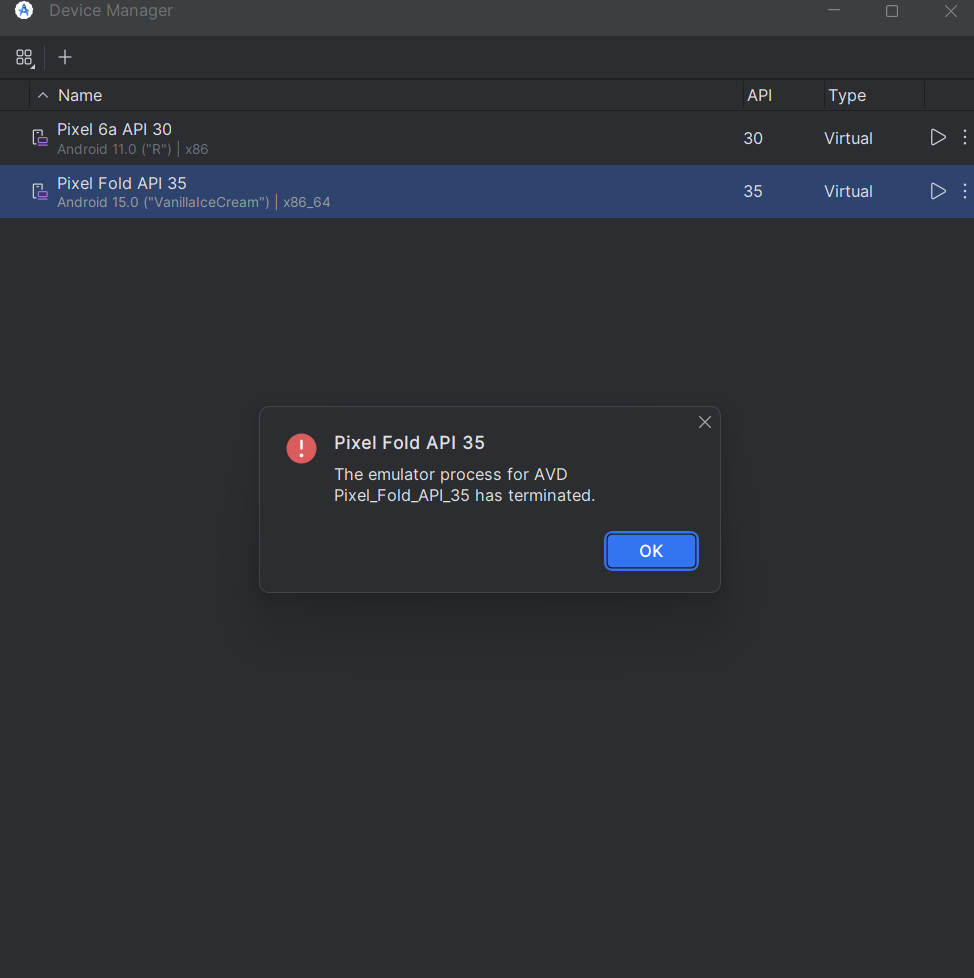 Device Manager
Name API Type
Pixel 6a API 30
Android 11.0 ("R") | x86
30 Virtual
Pixel Fold API 35
Android 15.0 ("VanillaIceCream") | x86_64
35 Virtual
Pixel Fold API 35
The emulator process for AVD
Pixel_Fold_API_35 has terminated.
OK